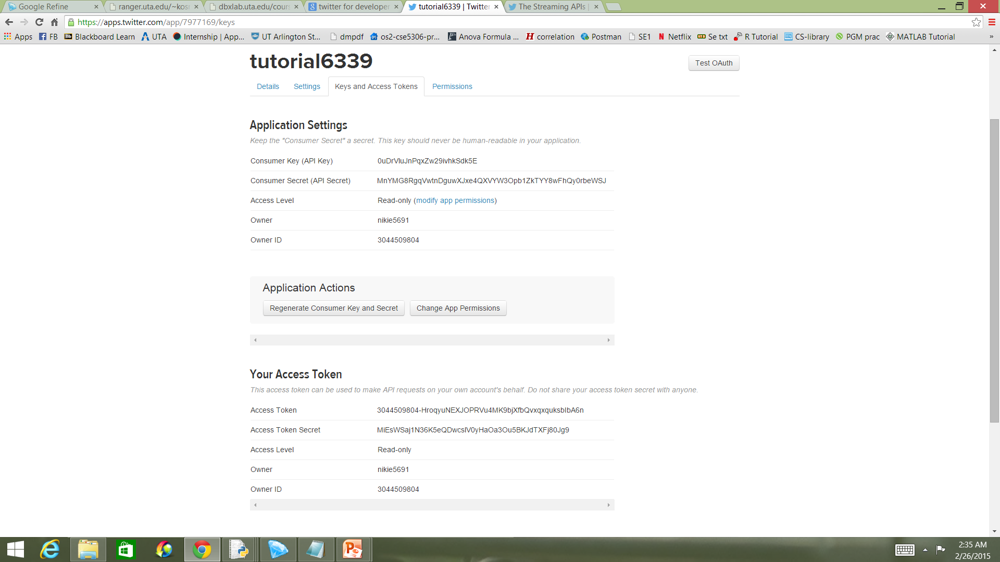 Google Refine
ranger.uta.edu/~kosi
dbxlab.uta.edu/cours
twitter for developer
tutorial6339 | Twitter
The Streaming APIs |
https://apps.twitter.com/app/7977169/keys
Apps FB Bb Blackboard Learn UTA Internship | App... UT Arlington St... dmpdf os2-cse5306-pr... Anova Formula ... H correlation Postman SE1 N Netflix UTD Se txt R Tutorial CS-library PGM prac MATLAB Tutorial »
tutorial6339
Test OAuth
Details Settings Keys and Access Tokens Permissions
Application Settings
Keep the "Consumer Secret" a secret. This key should never be human-readable in your application.
Consumer Key (API Key)
Consumer Secret (API Secret) MnYMG8RgqVwtnDguwXJxe4QXVYW3Opb1ZkTYY8wFhQy0rbeWSJ
Access Level Read-only (modify app permissions)
Owner nikie5691
Owner ID 3044509804
Application Actions
Regenerate Consumer Key and Secret Change App Permissions
Your Access Token
This access token can be used to make API requests on your own account's behalf. Do not share your access token secret with anyone.
Access Token
Access Token Secret
Access Level Read-only
Owner nikie5691
Owner ID 3044509804
2:35 AM
2/26/2015